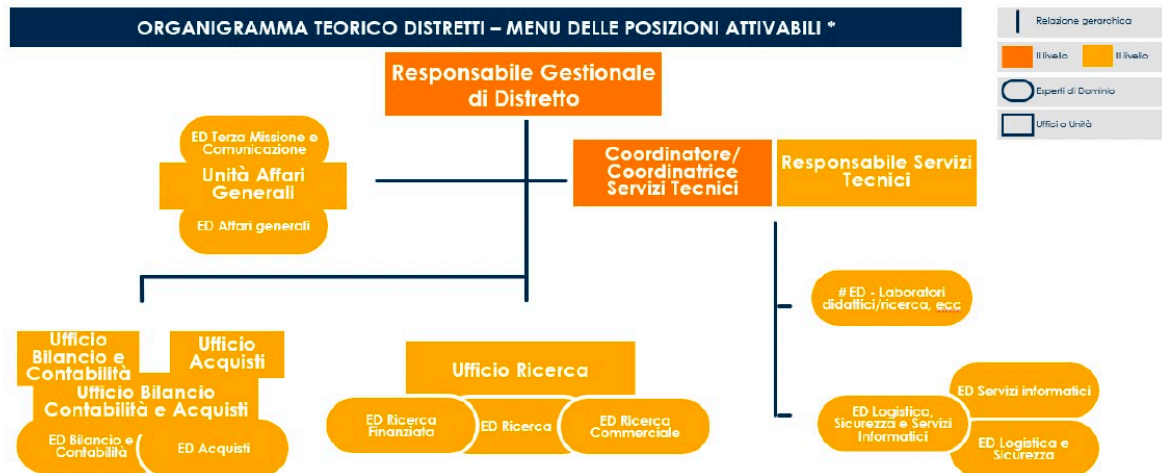 ORGANIGRAMMA TEORICO DISTRETTI – MENU DELLE POSIZIONI ATTIVABILI *
Relazione gerarchica
II livello
II livello
Esperti di Dominio
Uffici o Unità
Responsabile Gestionale
di Distretto
ED Terza Missione e
Comunicazione
Unità Affari
Generali
ED Affari generali
Coordinatore/
Coordinatrice
Servizi Tecnici
Responsabile Servizi
Tecnici
# ED - Laboratori
didattici/ricerca, ecc
Ufficio
Bilancio e
Contabilità
Ufficio
Acquisti
Ufficio Bilancio
Contabilità e Acquisti
ED Bilancio e
Contabilità
ED Acquisti
Ufficio Ricerca
ED Ricerca
Finanziata
ED Ricerca
ED Ricerca
Commerciale
ED Servizi informatici
ED Logistica,
Sicurezza e Servizi
Informatici
ED Logistica e
Sicurezza